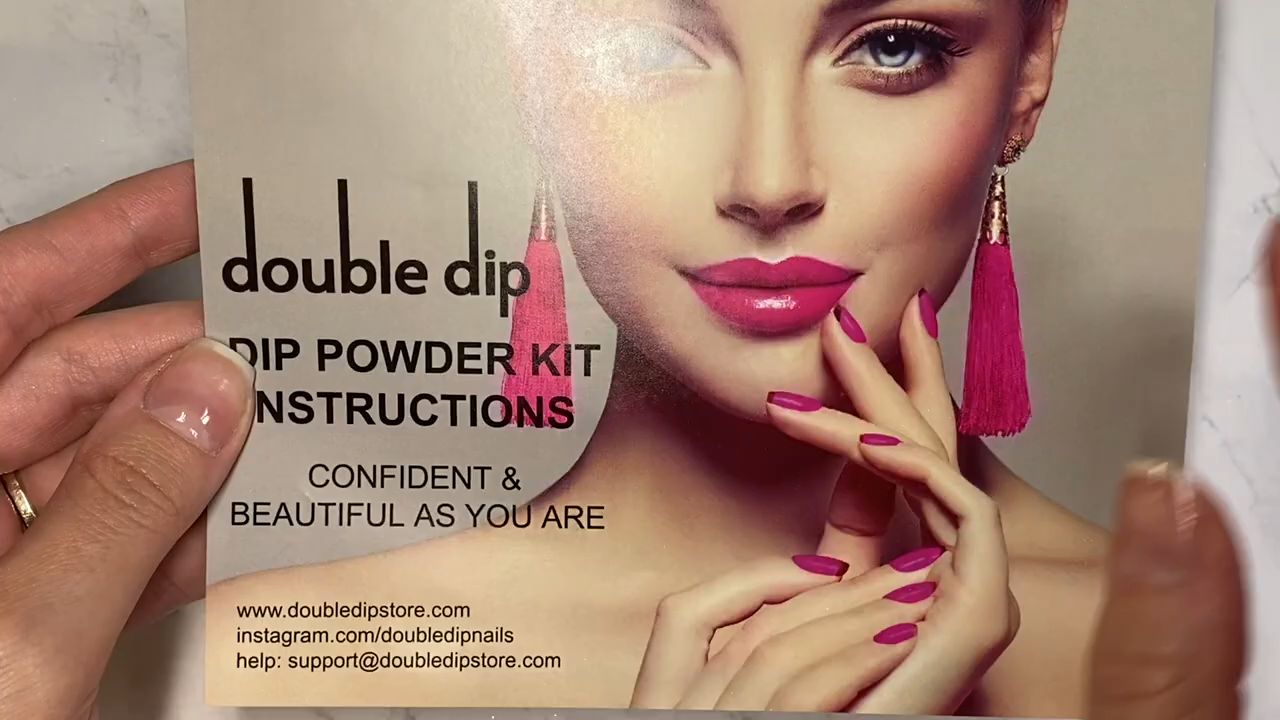 double dip
DIP POWDER KIT
INSTRUCTIONS
CONFIDENT &
BEAUTIFUL AS YOU ARE
www.doubledipstore.com
instagram.com/doubledipnails
help: support@doubledipstore.com